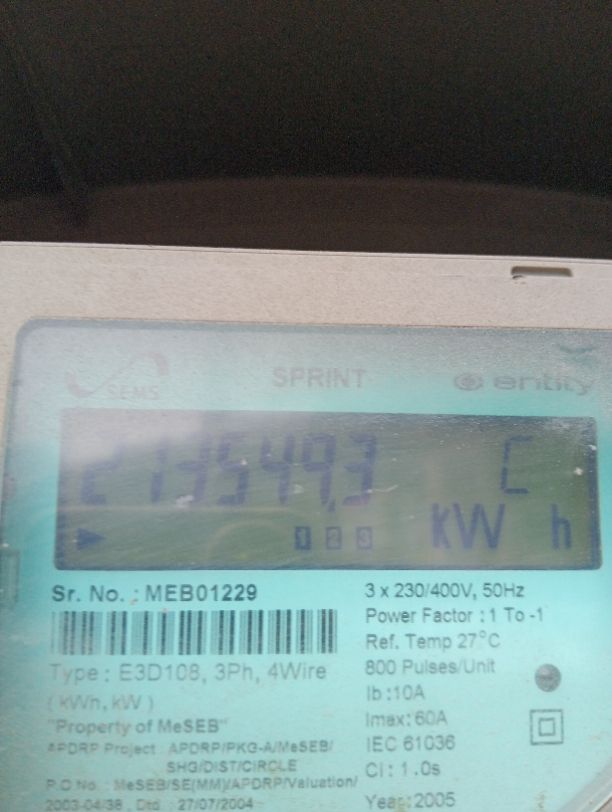 SEMS SPRINT entity
213549.3 C
1 2 3 kW h
Sr. No. : MEB01229
3 x 230/400V, 50Hz
Power Factor : 1 To -1
Ref. Temp 27°C
Type : E3D108, 3Ph, 4Wire
800 Pulses/Unit
( kWh, kW )
Ib:10A
"Property of MeSEB"
Imax:60A
APDRP Project : APDRP/PKG-A/MeSEB/
IEC 61036
SHG/DIST/CIRCLE
Cl : 1.0s
P.O No. : MeSEB/SE(MM)/APDRP/Valuation/
2003-04/38 , Dtd. : 27/07/2004
Year:2005